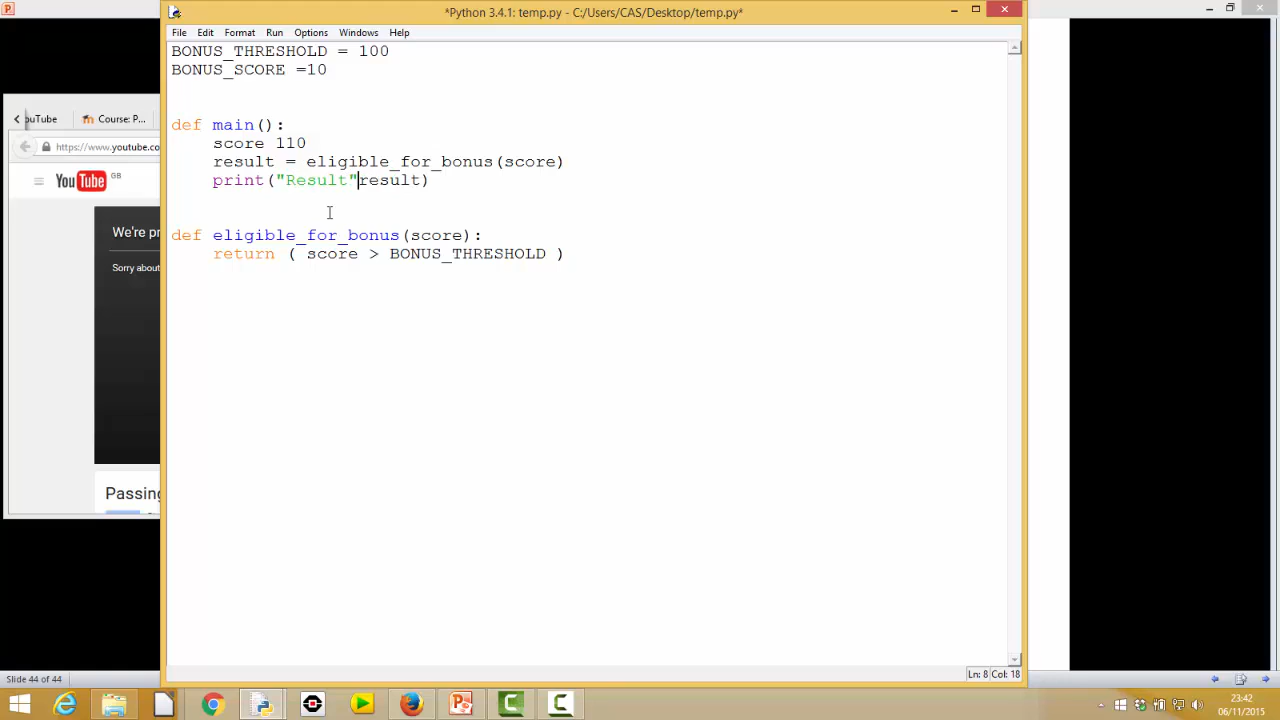 *Python 3.4.1: temp.py - C:/Users/CAS/Desktop/temp.py*
File Edit Format Run Options Windows Help
BONUS_THRESHOLD = 100
BONUS_SCORE =10
def main():
score 110
result = eligible_for_bonus(score)
print("Result"result)
def eligible_for_bonus(score):
return ( score > BONUS_THRESHOLD )
Ln: 8 Col: 18
ouTube Course: P...
https://www.youtube.co
YouTube GB
We're pr
Sorry about
Passing
Slide 44 of 44
23:42
06/11/2015